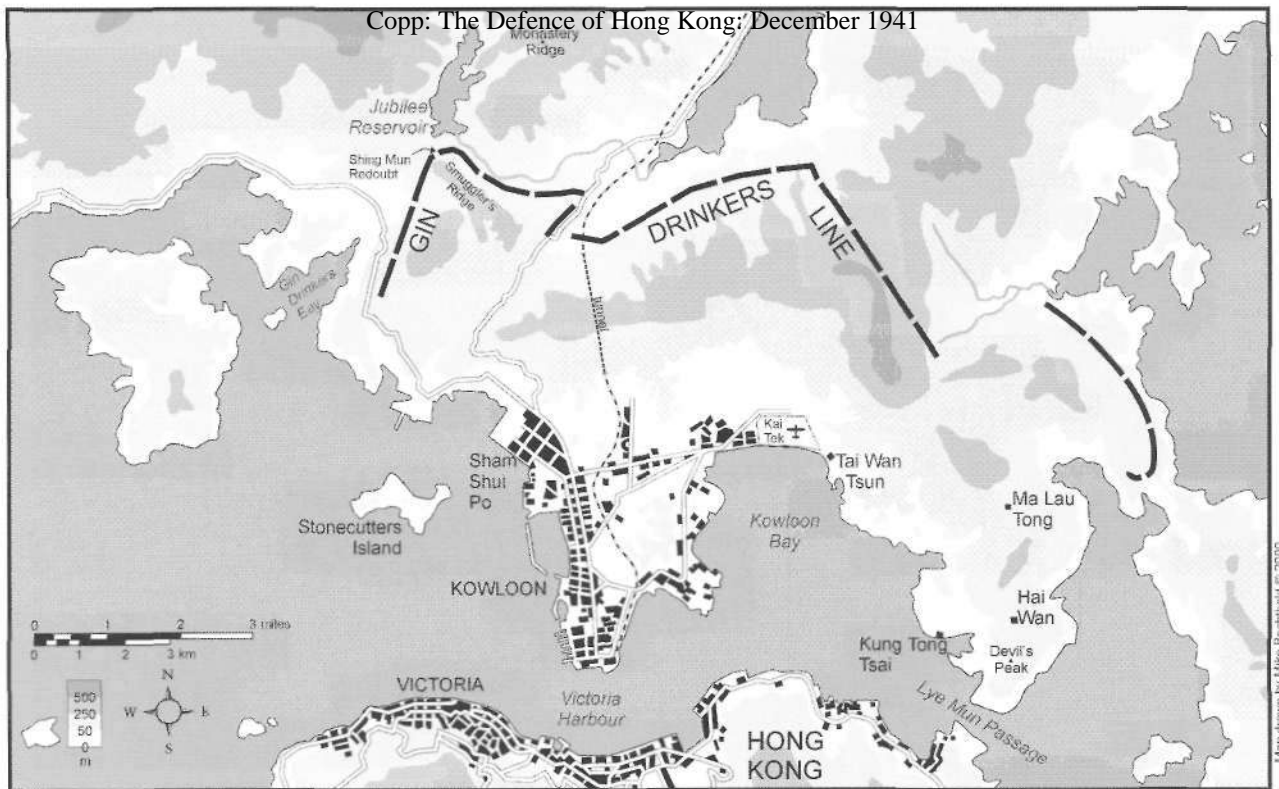 Copp: The Defence of Hong Kong: December 1941
Monastery
Ridge
Jubilee
Reservoir
Shing Mun
Redoubt
Smuggler's
Ridge
GIN
DRINKERS
LINE
Gin
Drinkers
Bay
tunnel
Kai
Tek
Sham
Shui
Po
Tai Wan
Tsun
Stonecutters
Island
Kowloon
Bay
Ma Lau
Tong
KOWLOON
Hai
Wan
Kung Tong
Tsai
Devil's
Peak
0 1 2 3 miles
0 1 2 3 km
N
W E
S
500
250
50
0
m
VICTORIA
Victoria
Harbour
Lye Mun Passage
HONG
KONG